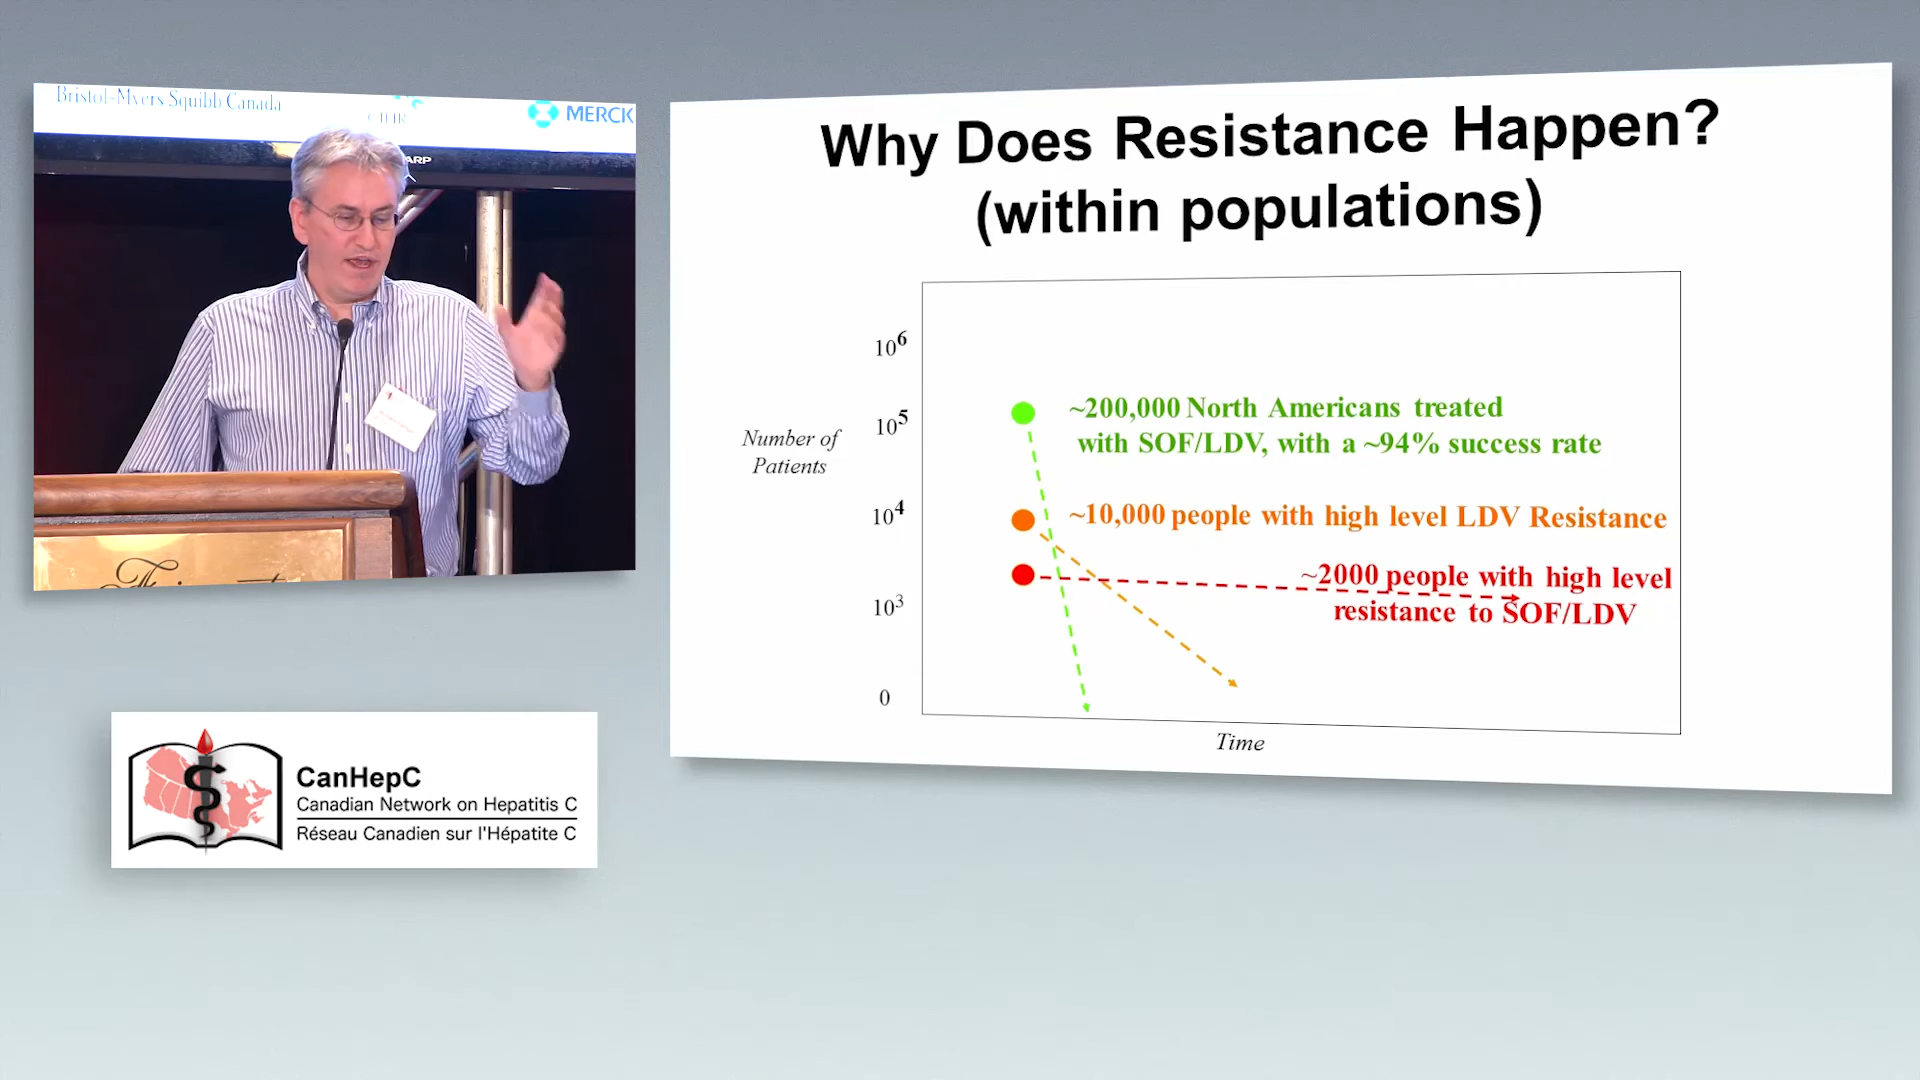 Bristol-Myers Squibb Canada
CIHR
MERCK
ARP
CanHepC
Canadian Network on Hepatitis C
Réseau Canadien sur l'Hépatite C
Why Does Resistance Happen?
(within populations)
Number of
Patients
10⁶
10⁵
10⁴
10³
0
~200,000 North Americans treated
with SOF/LDV, with a ~94% success rate
~10,000 people with high level LDV Resistance
~2000 people with high level
resistance to SOF/LDV
Time